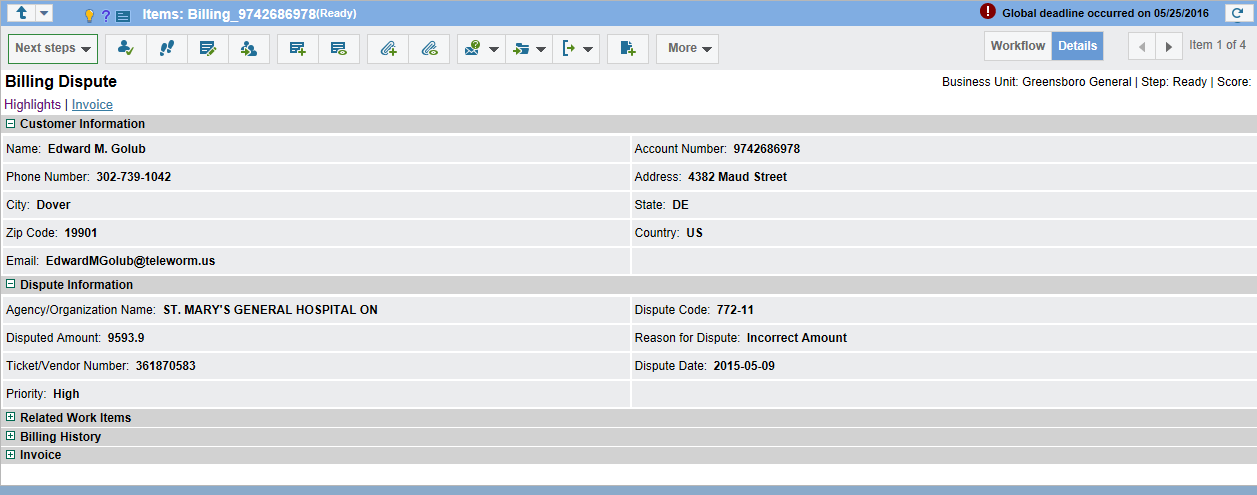 Items: Billing_9742686978(Ready)
Global deadline occurred on 05/25/2016
Next steps
More
Workflow
Details
Item 1 of 4
Billing Dispute
Business Unit: Greensboro General | Step: Ready | Score:
Highlights | Invoice
Customer Information
Name: Edward M. Golub
Account Number: 9742686978
Phone Number: 302-739-1042
Address: 4382 Maud Street
City: Dover
State: DE
Zip Code: 19901
Country: US
Email: EdwardMGolub@teleworm.us
Dispute Information
Agency/Organization Name: ST. MARY'S GENERAL HOSPITAL ON
Dispute Code: 772-11
Disputed Amount: 9593.9
Reason for Dispute: Incorrect Amount
Ticket/Vendor Number: 361870583
Dispute Date: 2015-05-09
Priority: High
Related Work Items
Billing History
Invoice